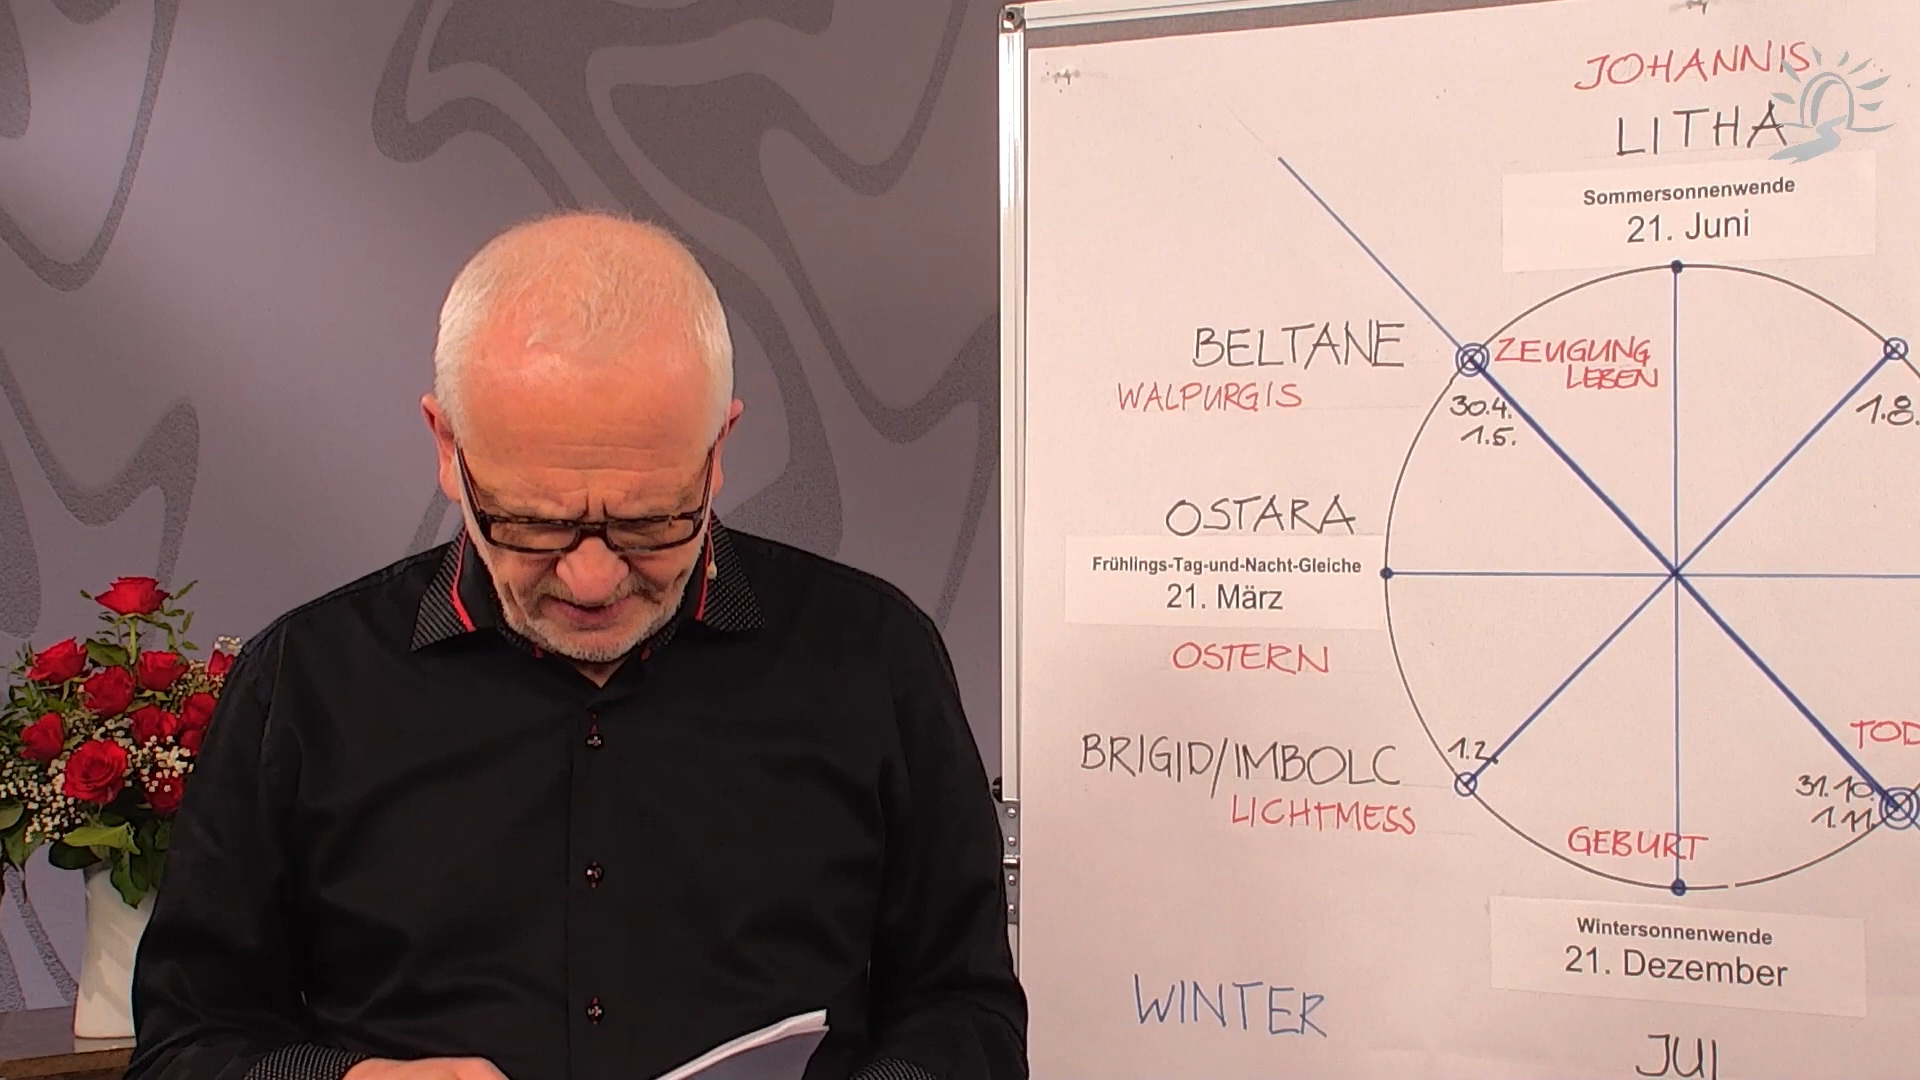 JOHANNIS
LITHA
Sommersonnenwende
21. Juni
BELTANE
WALPURGIS
ZEUGUNG
LEBEN
30.4.
1.5.
1.8.
OSTARA
Frühlings-Tag-und-Nacht-Gleiche
21. März
OSTERN
BRIGID/IMBOLC
LICHTMESS
1.2.
TOD
31.10.
1.11.
GEBURT
Wintersonnenwende
21. Dezember
WINTER
JUL